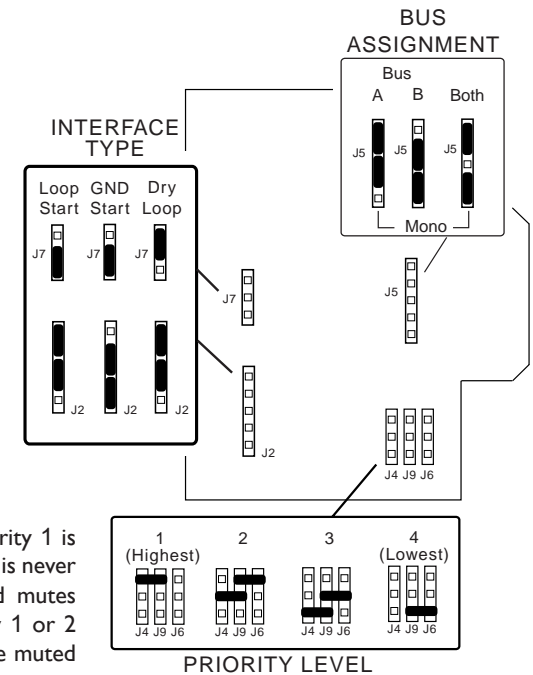 BUS
ASSIGNMENT
Bus
A B Both
J5 J5 J5
Mono
INTERFACE
TYPE
Loop GND Dry
Start Start Loop
J7 J7 J7
J2 J2 J2
J7
J5
J2
J4 J9 J6
1 2 3 4
(Highest) (Lowest)
J4 J9 J6 J4 J9 J6 J4 J9 J6 J4 J9 J6
PRIORITY LEVEL
rity 1 is
is never
d mutes
1 or 2
e muted